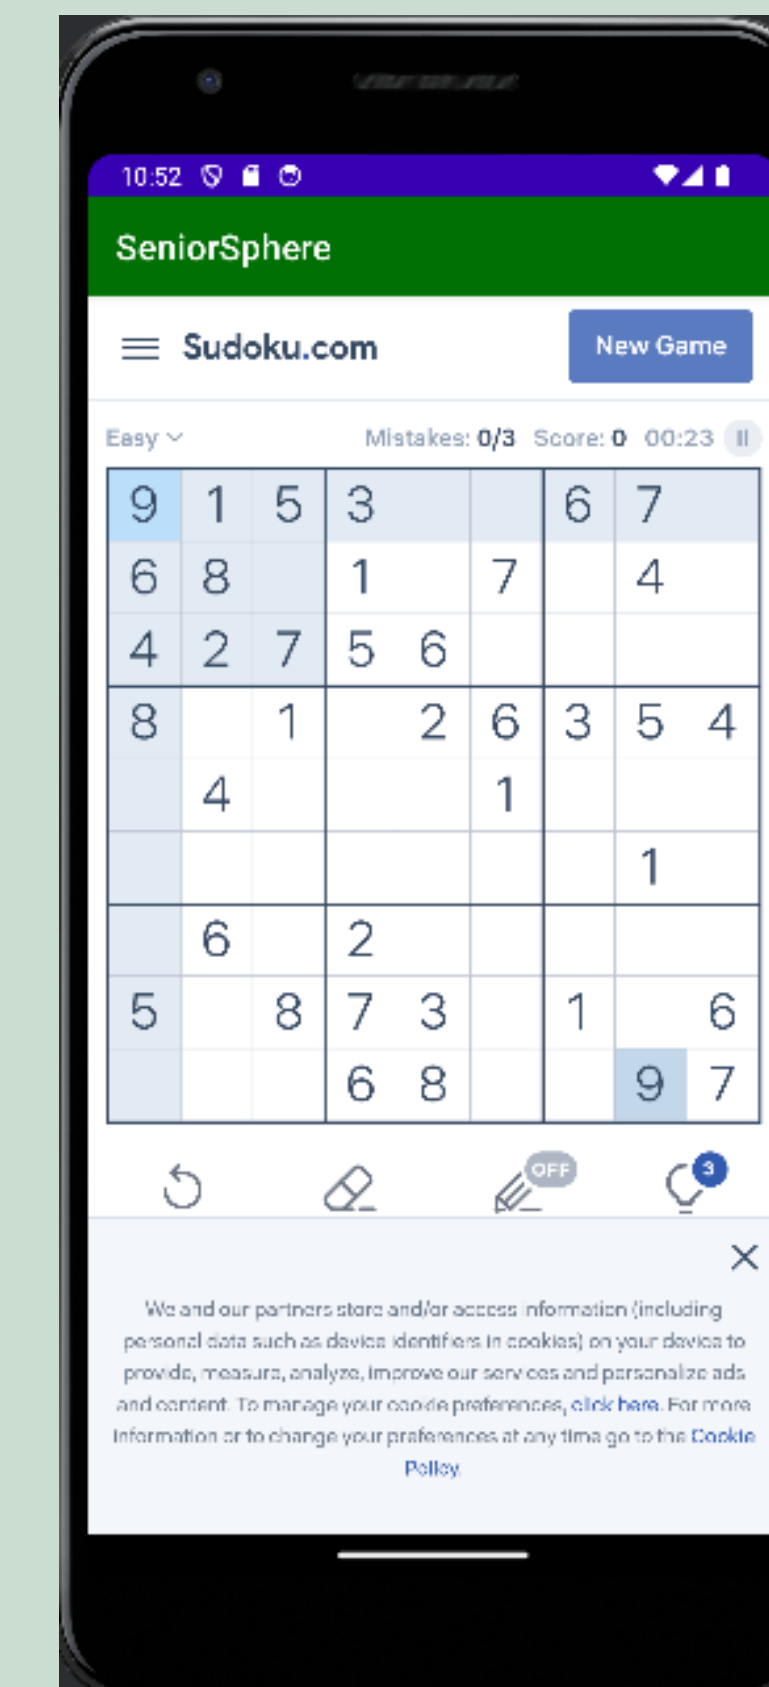 10:52
SeniorSphere
Sudoku.com New Game
Easy Mistakes: 0/3 Score: 0 00:23
9 1 5 3 6 7
6 8 1 7 4
4 2 7 5 6
8 1 2 6 3 5 4
4 1
1
6 2
5 8 7 3 1 6
6 8 9 7
OFF 3
We and our partners store and/or access information (including
personal data such as device identifiers in cookies) on your device to
provide, measure, analyze, improve our services and personalize ads
and content. To manage your cookie preferences, click here. For more
information or to change your preferences at any time go to the Cookie
Policy.